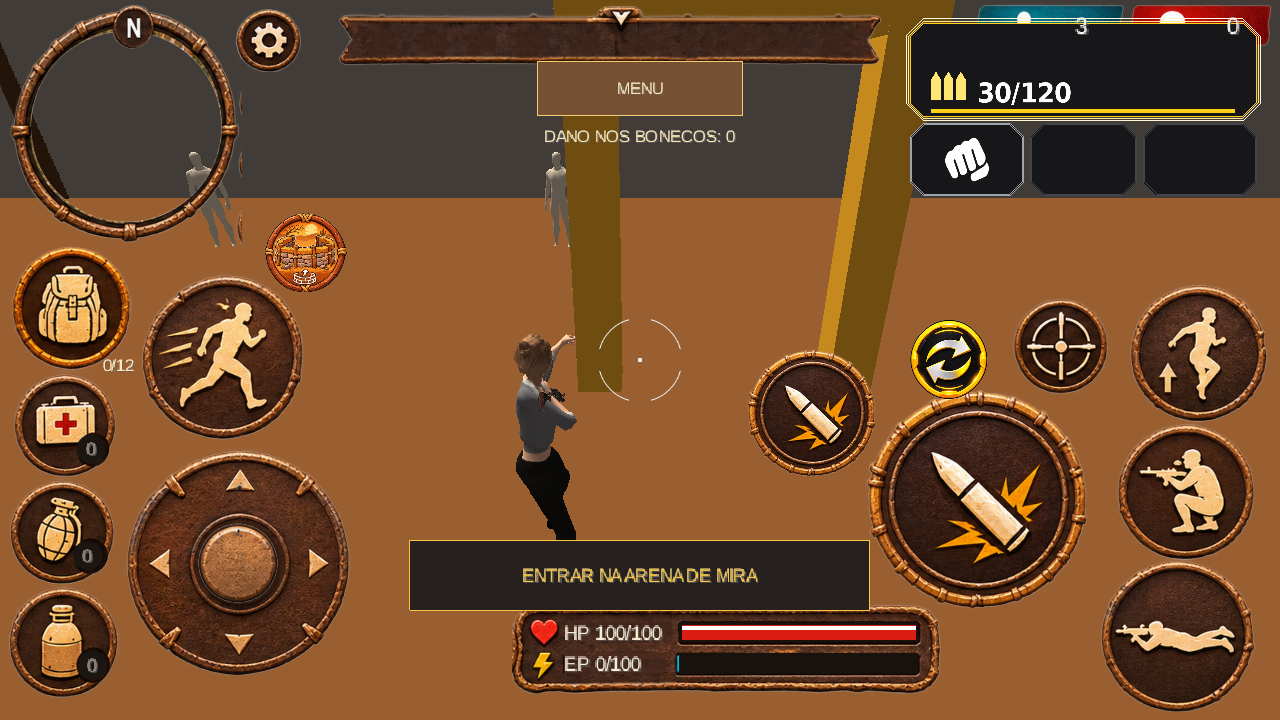 N
3
0
MENU
30/120
DANO NOS BONECOS: 0
0/12
0
0
0
ENTRAR NA ARENA DE MIRA
HP 100/100
EP 0/100